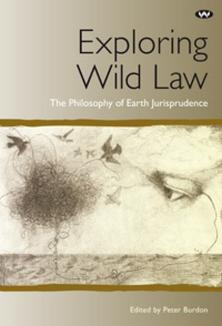 W
Exploring
Wild Law
The Philosophy of Earth Jurisprudence
Edited by Peter Burdon